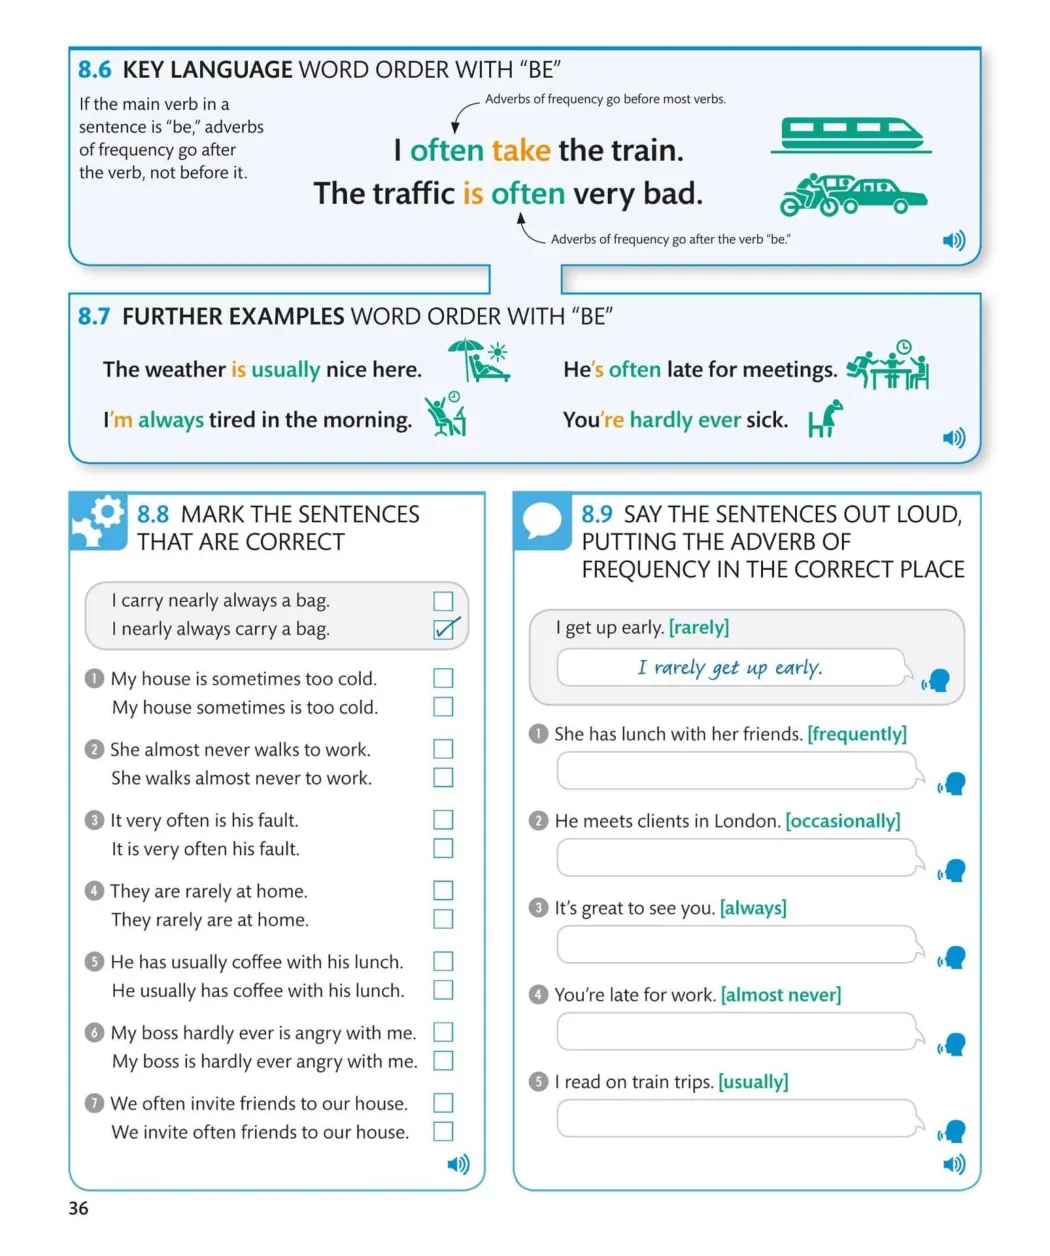 8.6 KEY LANGUAGE WORD ORDER WITH “BE”
If the main verb in a
sentence is “be,” adverbs
of frequency go after
the verb, not before it.
Adverbs of frequency go before most verbs.
I often take the train.
The traffic is often very bad.
Adverbs of frequency go after the verb “be.”
8.7 FURTHER EXAMPLES WORD ORDER WITH “BE”
The weather is usually nice here.
He’s often late for meetings.
I’m always tired in the morning.
You’re hardly ever sick.
8.8 MARK THE SENTENCES
THAT ARE CORRECT
I carry nearly always a bag.
I nearly always carry a bag.
1 My house is sometimes too cold.
My house sometimes is too cold.
2 She almost never walks to work.
She walks almost never to work.
3 It very often is his fault.
It is very often his fault.
4 They are rarely at home.
They rarely are at home.
5 He has usually coffee with his lunch.
He usually has coffee with his lunch.
6 My boss hardly ever is angry with me.
My boss is hardly ever angry with me.
7 We often invite friends to our house.
We invite often friends to our house.
8.9 SAY THE SENTENCES OUT LOUD,
PUTTING THE ADVERB OF
FREQUENCY IN THE CORRECT PLACE
I get up early. [rarely]
I rarely get up early.
1 She has lunch with her friends. [frequently]
2 He meets clients in London. [occasionally]
3 It’s great to see you. [always]
4 You’re late for work. [almost never]
5 I read on train trips. [usually]
36